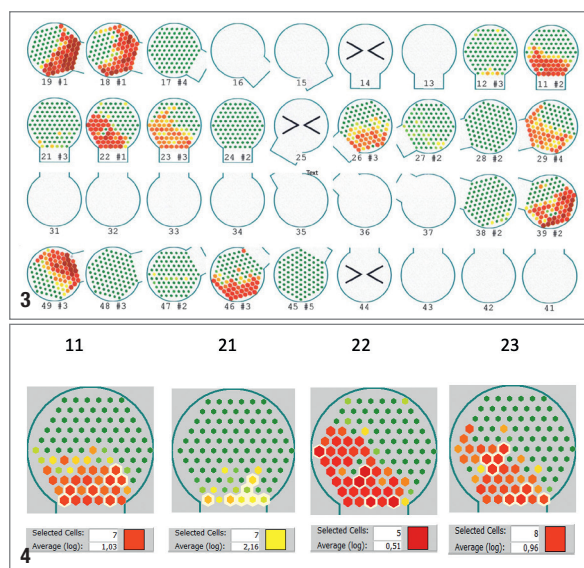 19 #1 18 #1 17 #4 16 15 14 13 12 #3 11 #2
21 #3 22 #1 23 #3 24 #2 25 26 #3 27 #2 28 #2 29 #4
Text
31 32 33 34 35 36 37 38 #2 39 #2
49 #3 48 #3 47 #2 46 #3 45 #5 44 43 42 41
3
11 21 22 23
Selected Cells: 7 Selected Cells: 7 Selected Cells: 5 Selected Cells: 8
Average (log): 1,03 Average (log): 2,16 Average (log): 0,51 Average (log): 0,96
4